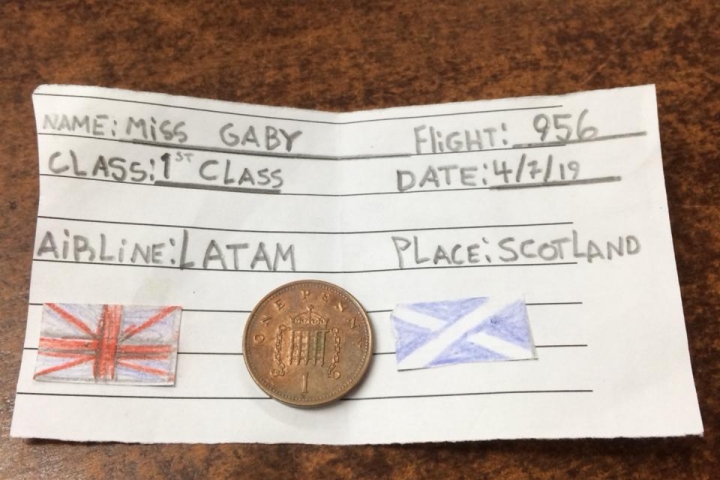 NAME: MISS GABY FLIGHT: 956
CLASS: 1ST CLASS DATE: 4/7/19
AIRLINE: LATAM PLACE: SCOTLAND
ONE PENNY
1